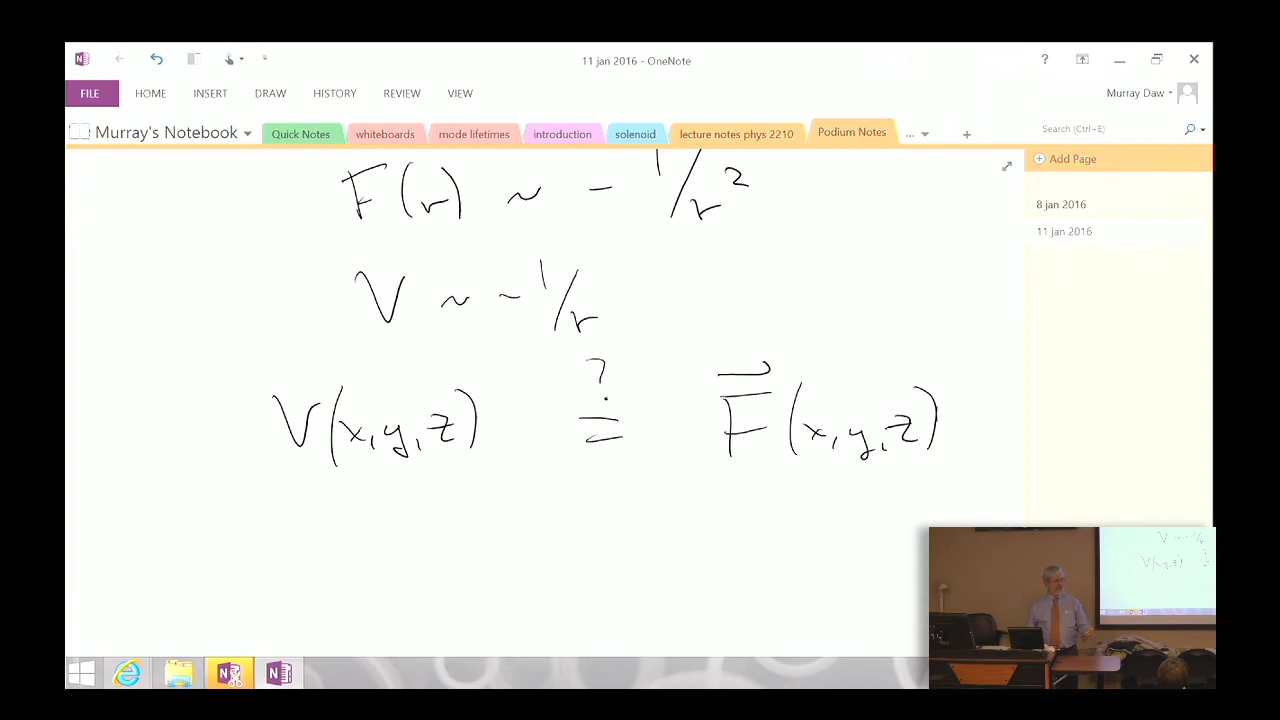 11 jan 2016 - OneNote
?
FILE HOME INSERT DRAW HISTORY REVIEW VIEW
Murray Daw
Murray's Notebook
Quick Notes whiteboards mode lifetimes introduction solenoid lecture notes phys 2210 Podium Notes ... +
Search (Ctrl+E)
Add Page
8 jan 2016
11 jan 2016
F(r) ~ - 1/r²
V ~ - 1/r
?
V(x,y,z) = F⃗(x,y,z)